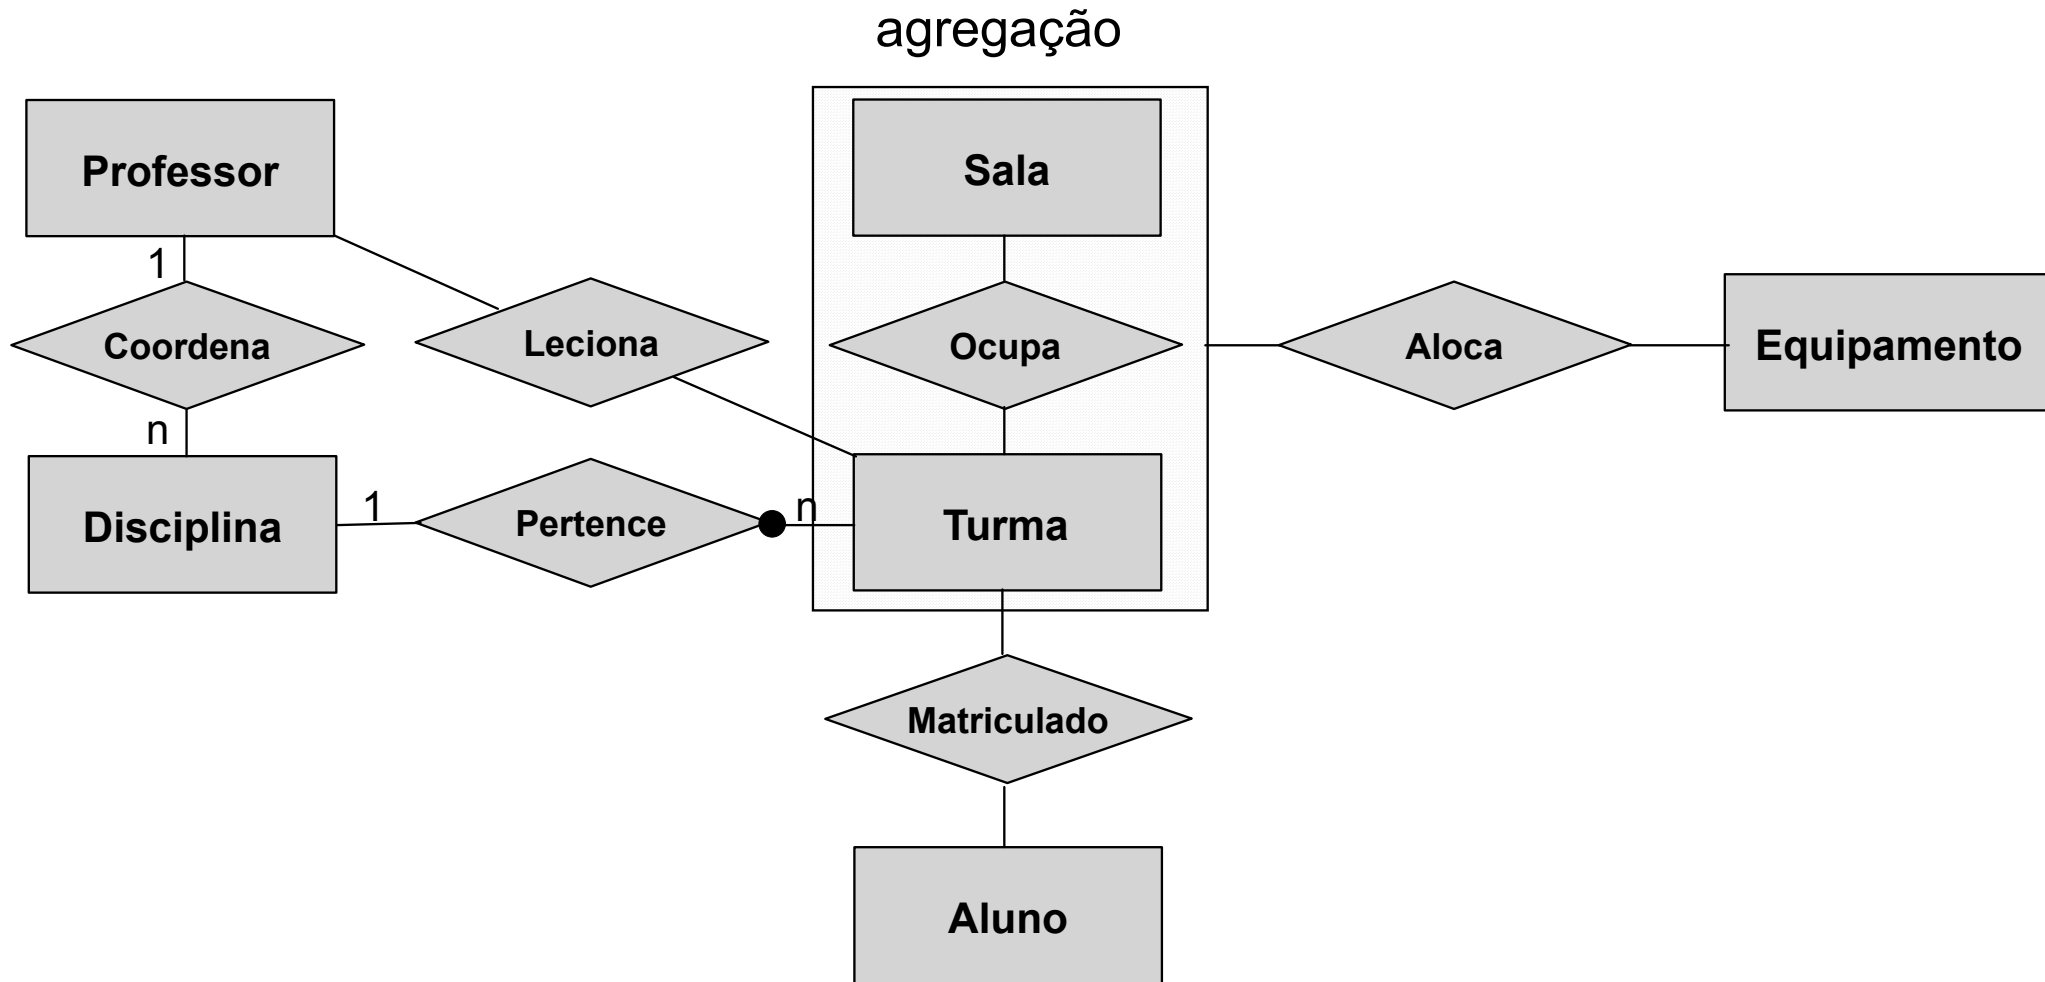 agregação
Professor
Sala
1
Coordena
Leciona
Ocupa
Aloca
Equipamento
n
Disciplina
1
Pertence
n
Turma
Matriculado
Aluno